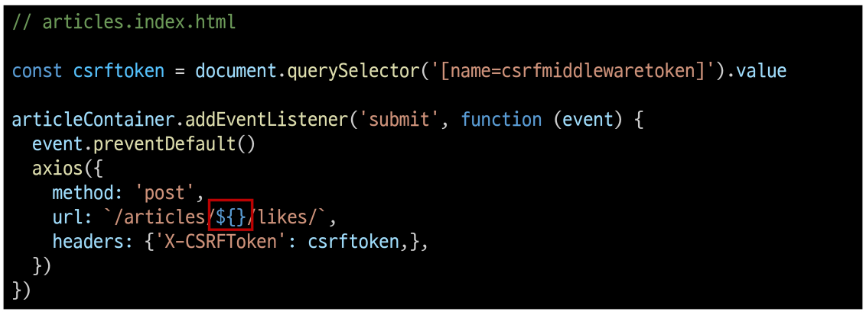 // articles.index.html
const csrftoken = document.querySelector('[name=csrfmiddlewaretoken]').value
articleContainer.addEventListener('submit', function (event) {
event.preventDefault()
axios({
method: 'post',
url: `/articles/${}/likes/`,
headers: {'X-CSRFToken': csrftoken,},
})
})